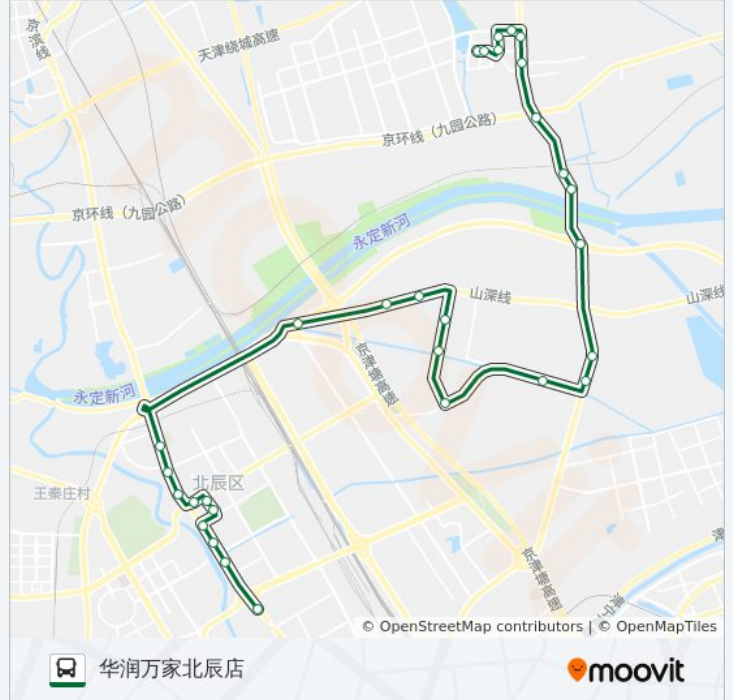 京滨线
天津绕城高速
京环线（九园公路）
京环线（九园公路）
永定新河
山深线
山深线
京津塘高速
永定新河
北辰区
王秦庄村
京津塘高速
© OpenStreetMap contributors | © OpenMapTiles
华润万家北辰店
moovit